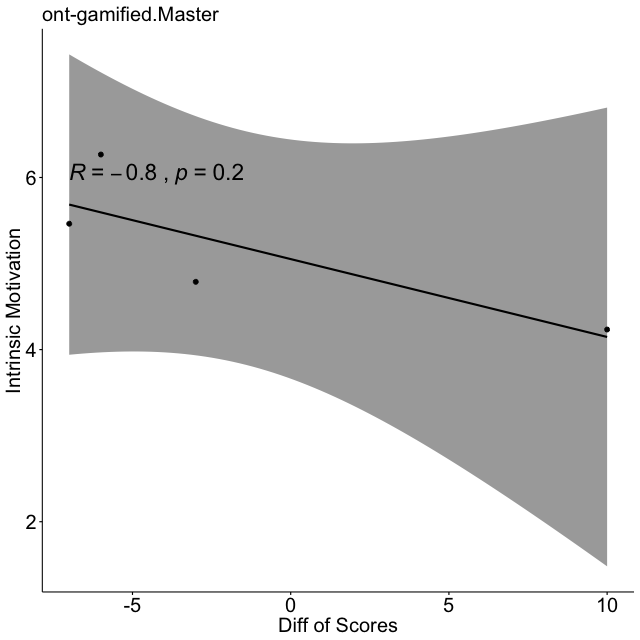 ont-gamified.Master
R = −0.8 , p = 0.2
6
4
2
Intrinsic Motivation
-5 0 5 10
Diff of Scores